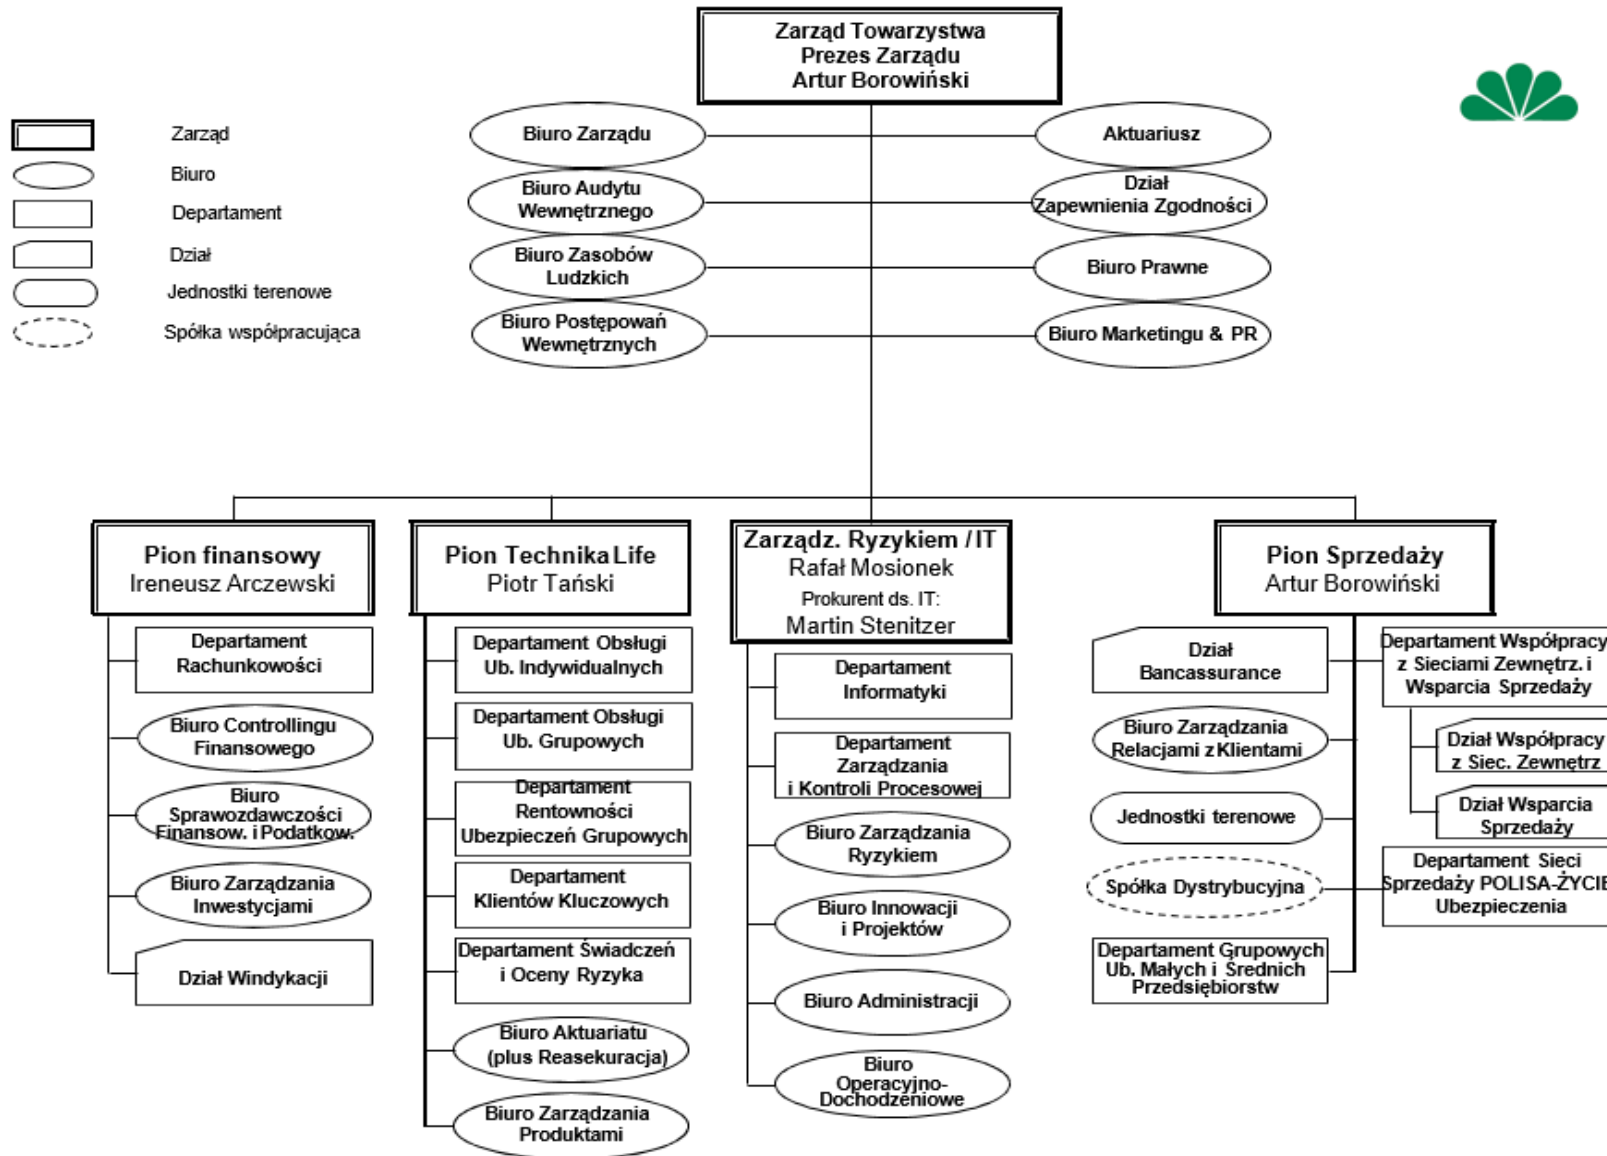 Zarząd Towarzystwa
Prezes Zarządu
Artur Borowiński
Zarząd
Biuro
Departament
Dział
Jednostki terenowe
Spółka współpracująca
Biuro Zarządu
Aktuariusz
Biuro Audytu
Wewnętrznego
Dział
Zapewnienia Zgodności
Biuro Zasobów
Ludzkich
Biuro Prawne
Biuro Postępowań
Wewnętrznych
Biuro Marketingu & PR
Pion finansowy
Ireneusz Arczewski
Departament
Rachunkowości
Biuro Controllingu
Finansowego
Biuro
Sprawozdawczości
Finansow. i Podatkow.
Biuro Zarządzania
Inwestycjami
Dział Windykacji
Pion Technika Life
Piotr Tański
Departament Obsługi
Ub. Indywidualnych
Departament Obsługi
Ub. Grupowych
Departament
Rentowności
Ubezpieczeń Grupowych
Departament
Klientów Kluczowych
Departament Świadczeń
i Oceny Ryzyka
Biuro Aktuariatu
(plus Reasekuracja)
Biuro Zarządzania
Produktami
Zarządz. Ryzykiem / IT
Rafał Mosionek
Prokurent ds. IT:
Martin Stenitzer
Departament
Informatyki
Departament
Zarządzania
i Kontroli Procesowej
Biuro Zarządzania
Ryzykiem
Biuro Innowacji
i Projektów
Biuro Administracji
Biuro
Operacyjno-
Dochodzeniowe
Pion Sprzedaży
Artur Borowiński
Dział
Bancassurance
Biuro Zarządzania
Relacjami z Klientami
Jednostki terenowe
Spółka Dystrybucyjna
Departament Grupowych
Ub. Małych i Średnich
Przedsiębiorstw
Departament Współpracy
z Sieciami Zewnętrz. i
Wsparcia Sprzedaży
Dział Współpracy
z Siec. Zewnętrz
Dział Wsparcia
Sprzedaży
Departament Sieci
Sprzedaży POLISA-ŻYCIE
Ubezpieczenia